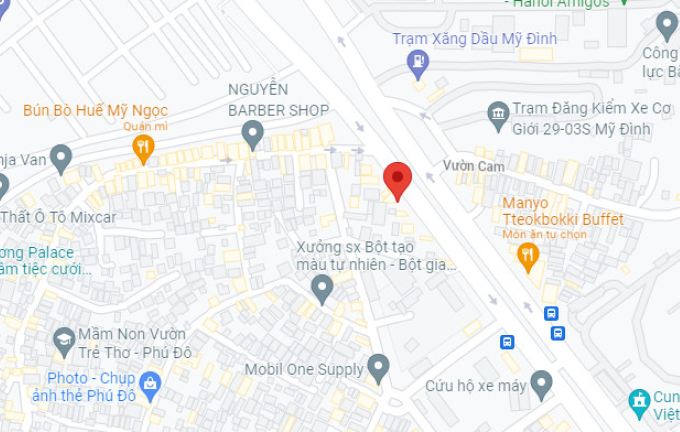 Hanoi Amigos
Trạm Xăng Dầu Mỹ Đình
Công
lực Bả
NGUYỄN
BARBER SHOP
Bún Bò Huế Mỹ Ngọc
Quán mì
Trạm Đăng Kiểm Xe Cơ
Giới 29-03S Mỹ Đình
nja Van
Vườn Cam
Thất Ô Tô Mixcar
Manyo
Tteokbokki Buffet
Món ăn tự chọn
Xưởng sx Bột tạo
màu tự nhiên - Bột gia...
ong Palace
âm tiệc cưới...
Mầm Non Vườn
Trẻ Thơ - Phú Đô
Mobil One Supply
Photo - Chụp
ảnh thẻ Phú Đô
Cứu hộ xe máy
Cun
Việt